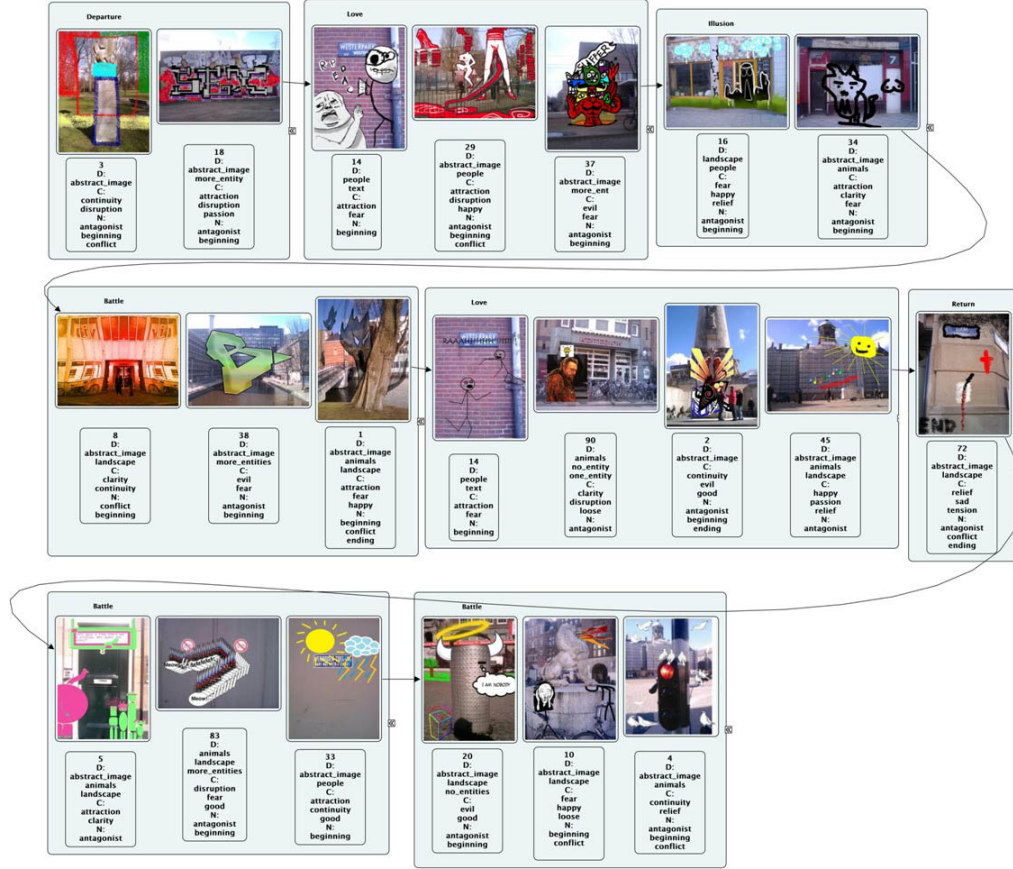 Departure
3
D:
abstract_image
C:
continuity
disruption
N:
antagonist
beginning
conflict
18
D:
abstract_image
more_entity
C:
attraction
disruption
passion
N:
antagonist
beginning
Love
WESTERPARK
14
D:
people
text
C:
attraction
fear
N:
beginning
29
D:
abstract_image
people
C:
attraction
disruption
happy
N:
antagonist
beginning
conflict
37
D:
abstract_image
more_ent
C:
evil
fear
N:
antagonist
beginning
Illusion
16
D:
landscape
people
C:
fear
happy
relief
N:
antagonist
beginning
7
34
D:
abstract_image
animals
C:
attraction
clarity
fear
N:
antagonist
beginning
Battle
8
D:
abstract_image
landscape
C:
clarity
continuity
N:
conflict
beginning
38
D:
abstract_image
more_entities
C:
evil
fear
N:
antagonist
beginning
1
D:
abstract_image
animals
landscape
C:
attraction
fear
happy
N:
beginning
conflict
ending
Love
WESTERPARK
14
D:
people
text
C:
attraction
fear
N:
beginning
90
D:
animals
no_entity
one_entity
C:
clarity
disruption
loose
N:
antagonist
2
D:
abstract_image
C:
continuity
evil
good
N:
antagonist
beginning
ending
45
D:
abstract_image
animals
C:
happy
passion
relief
N:
antagonist
Return
END
72
D:
abstract_image
landscape
C:
relief
sad
tension
N:
antagonist
conflict
ending
Battle
5
D:
abstract_image
animals
landscape
C:
attraction
clarity
N:
antagonist
83
D:
animals
landscape
more_entities
C:
disruption
fear
good
N:
antagonist
beginning
33
D:
abstract_image
people
C:
attraction
continuity
good
N:
beginning
Battle
I AM NOBODY
20
D:
abstract_image
landscape
no_entities
C:
evil
good
N:
antagonist
beginning
10
D:
abstract_image
landscape
C:
fear
happy
loose
N:
beginning
conflict
4
D:
abstract_image
animals
C:
continuity
relief
N:
antagonist
beginning
conflict